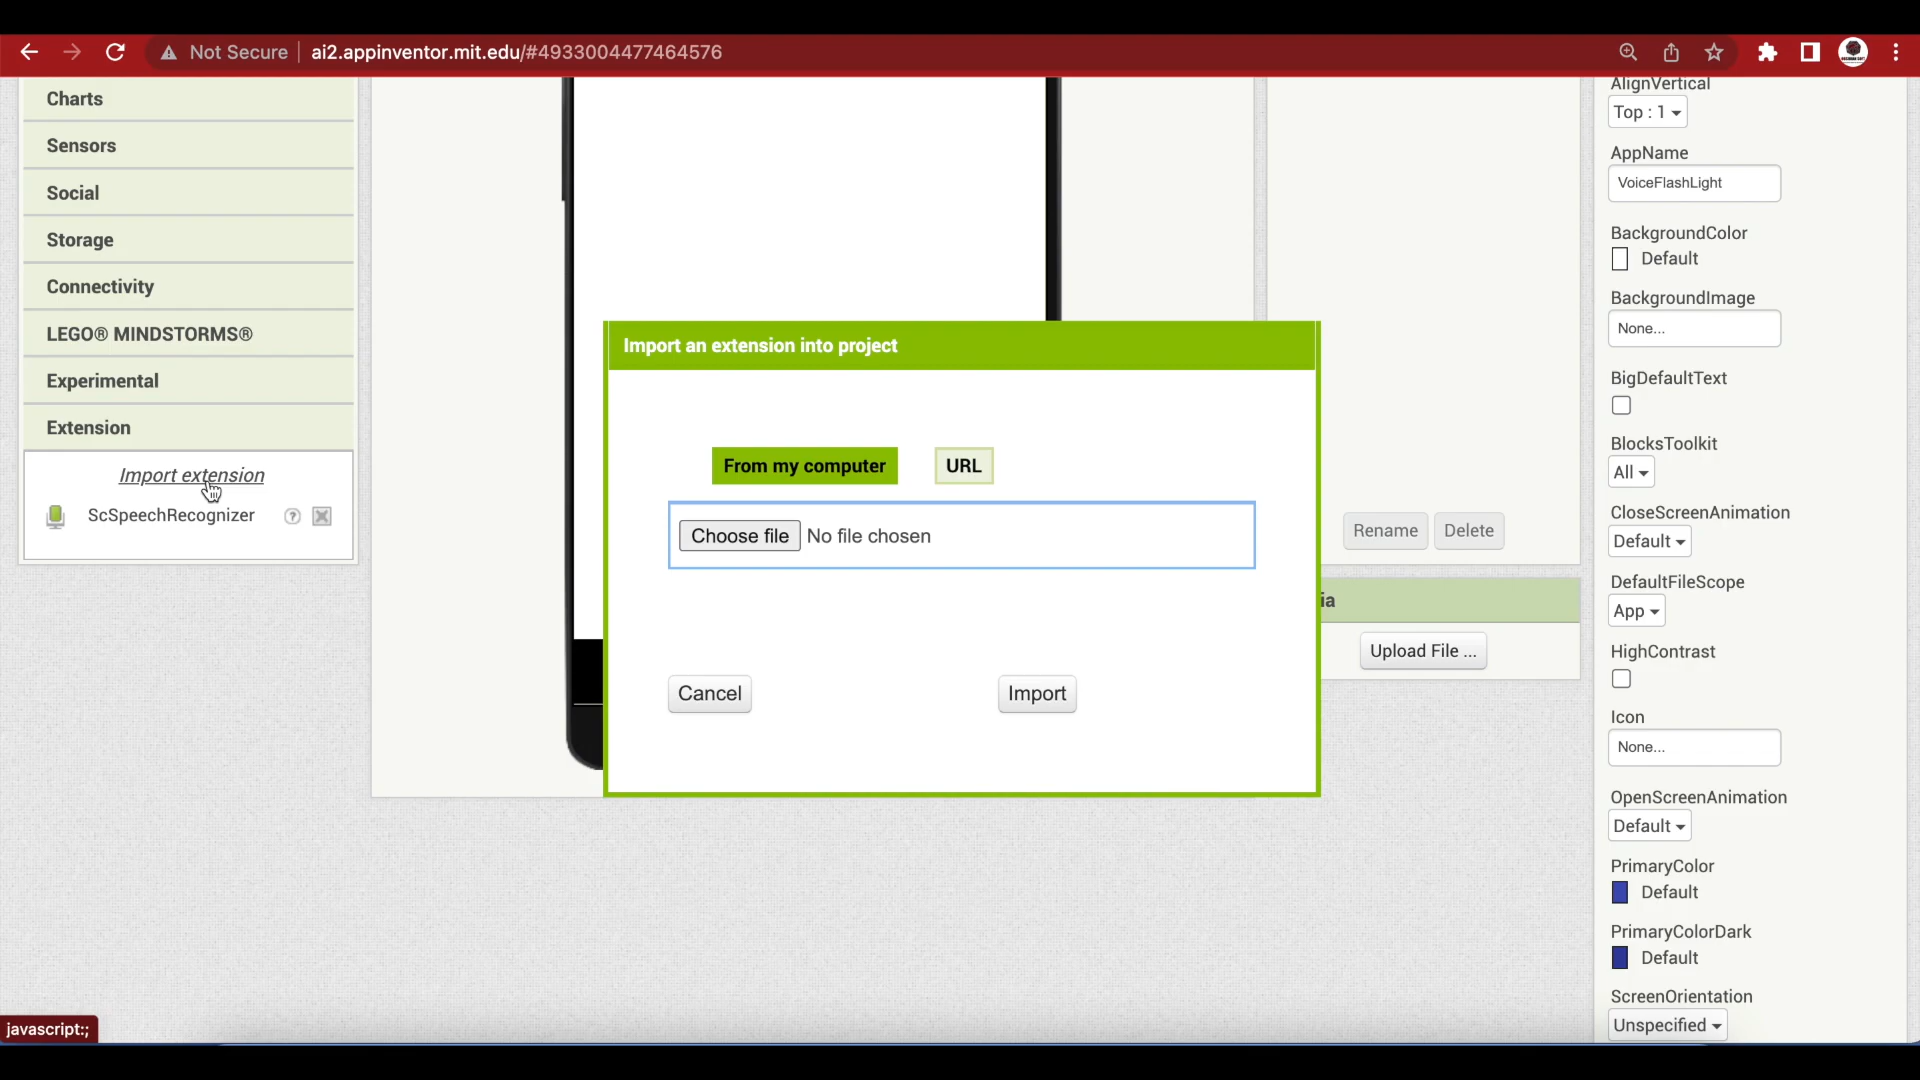 Not Secure ai2.appinventor.mit.edu/#4933004477464576
Charts
Sensors
Social
Storage
Connectivity
LEGO® MINDSTORMS®
Experimental
Extension
Import extension
ScSpeechRecognizer ?
Import an extension into project
From my computer URL
Choose file No file chosen
Cancel Import
Rename Delete
ia
Upload File ...
AlignVertical
Top : 1
AppName
VoiceFlashLight
BackgroundColor
Default
BackgroundImage
None...
BigDefaultText
BlocksToolkit
All
CloseScreenAnimation
Default
DefaultFileScope
App
HighContrast
Icon
None...
OpenScreenAnimation
Default
PrimaryColor
Default
PrimaryColorDark
Default
ScreenOrientation
Unspecified
javascript:;